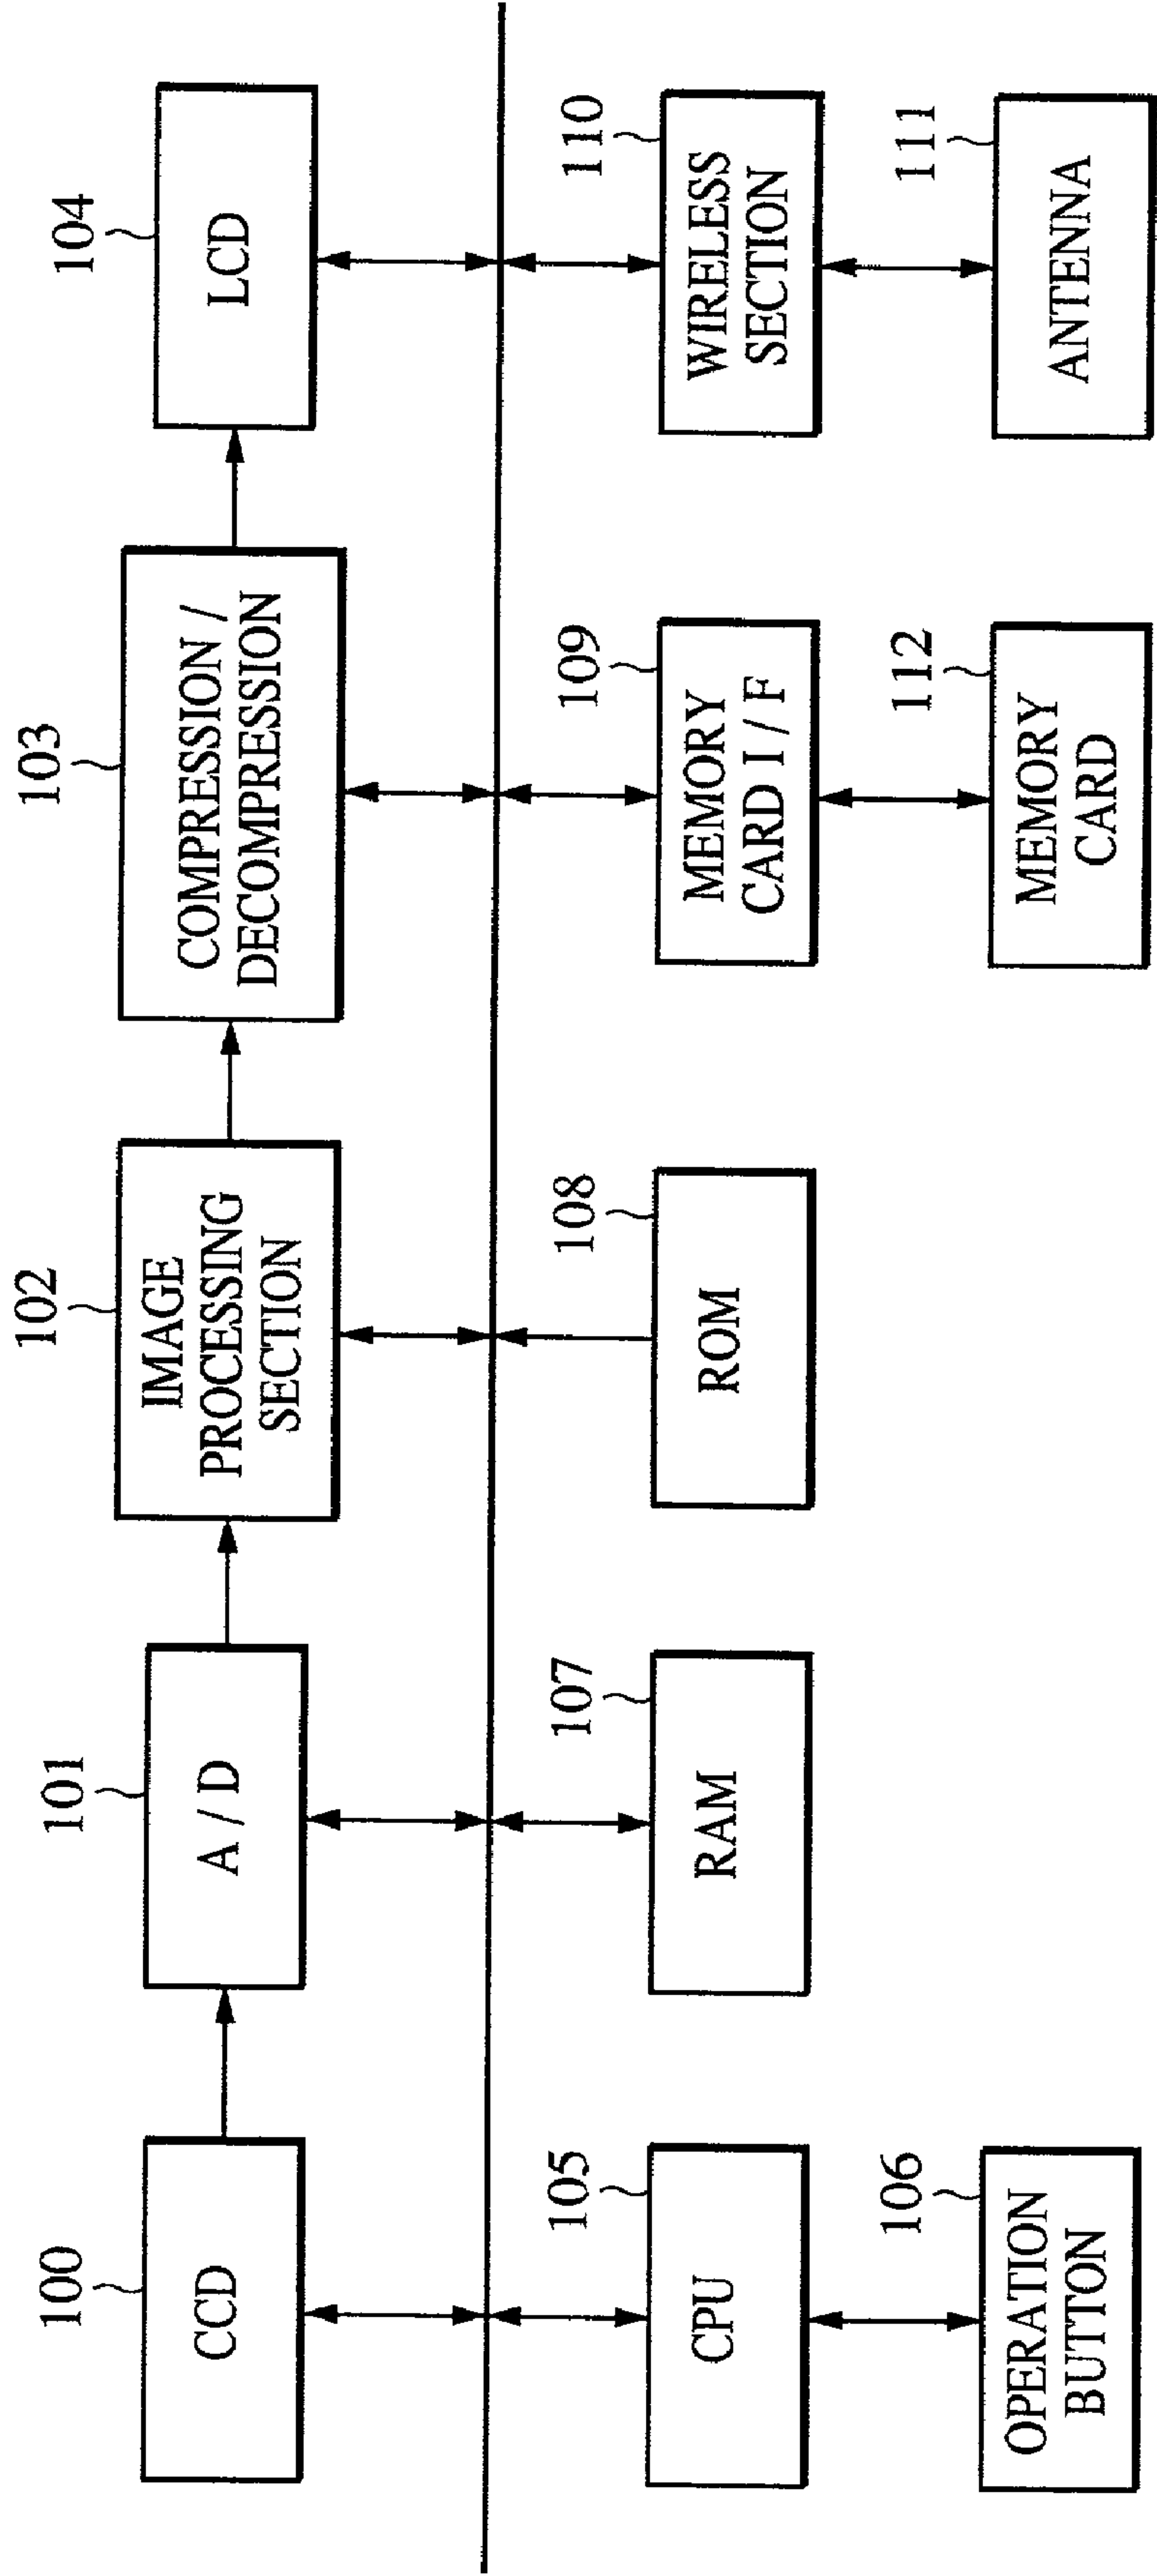 100
CCD
101
A / D
102
IMAGE
PROCESSING
SECTION
103
COMPRESSION /
DECOMPRESSION
104
LCD
105
CPU
107
RAM
108
ROM
109
MEMORY
CARD I / F
110
WIRELESS
SECTION
106
OPERATION
BUTTON
112
MEMORY
CARD
111
ANTENNA